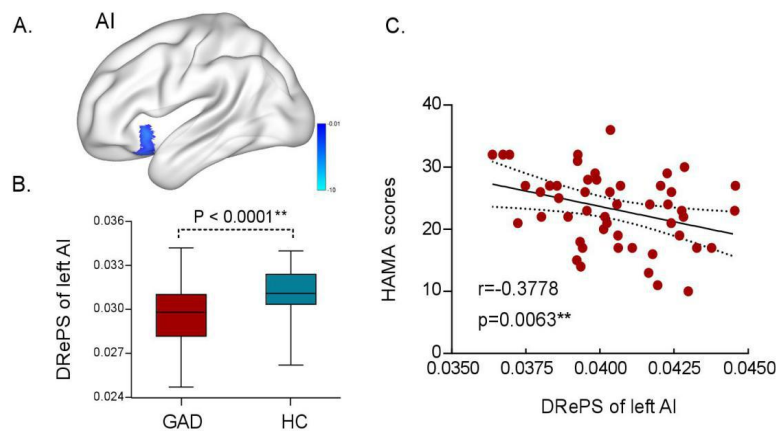 A.
AI
-0.01
-10
B.
P < 0.0001**
DRePS of left AI
0.036
0.033
0.030
0.027
0.024
GAD
HC
C.
HAMA scores
40
30
20
10
0
r=-0.3778
p=0.0063**
0.0350
0.0375
0.0400
0.0425
0.0450
DRePS of left AI